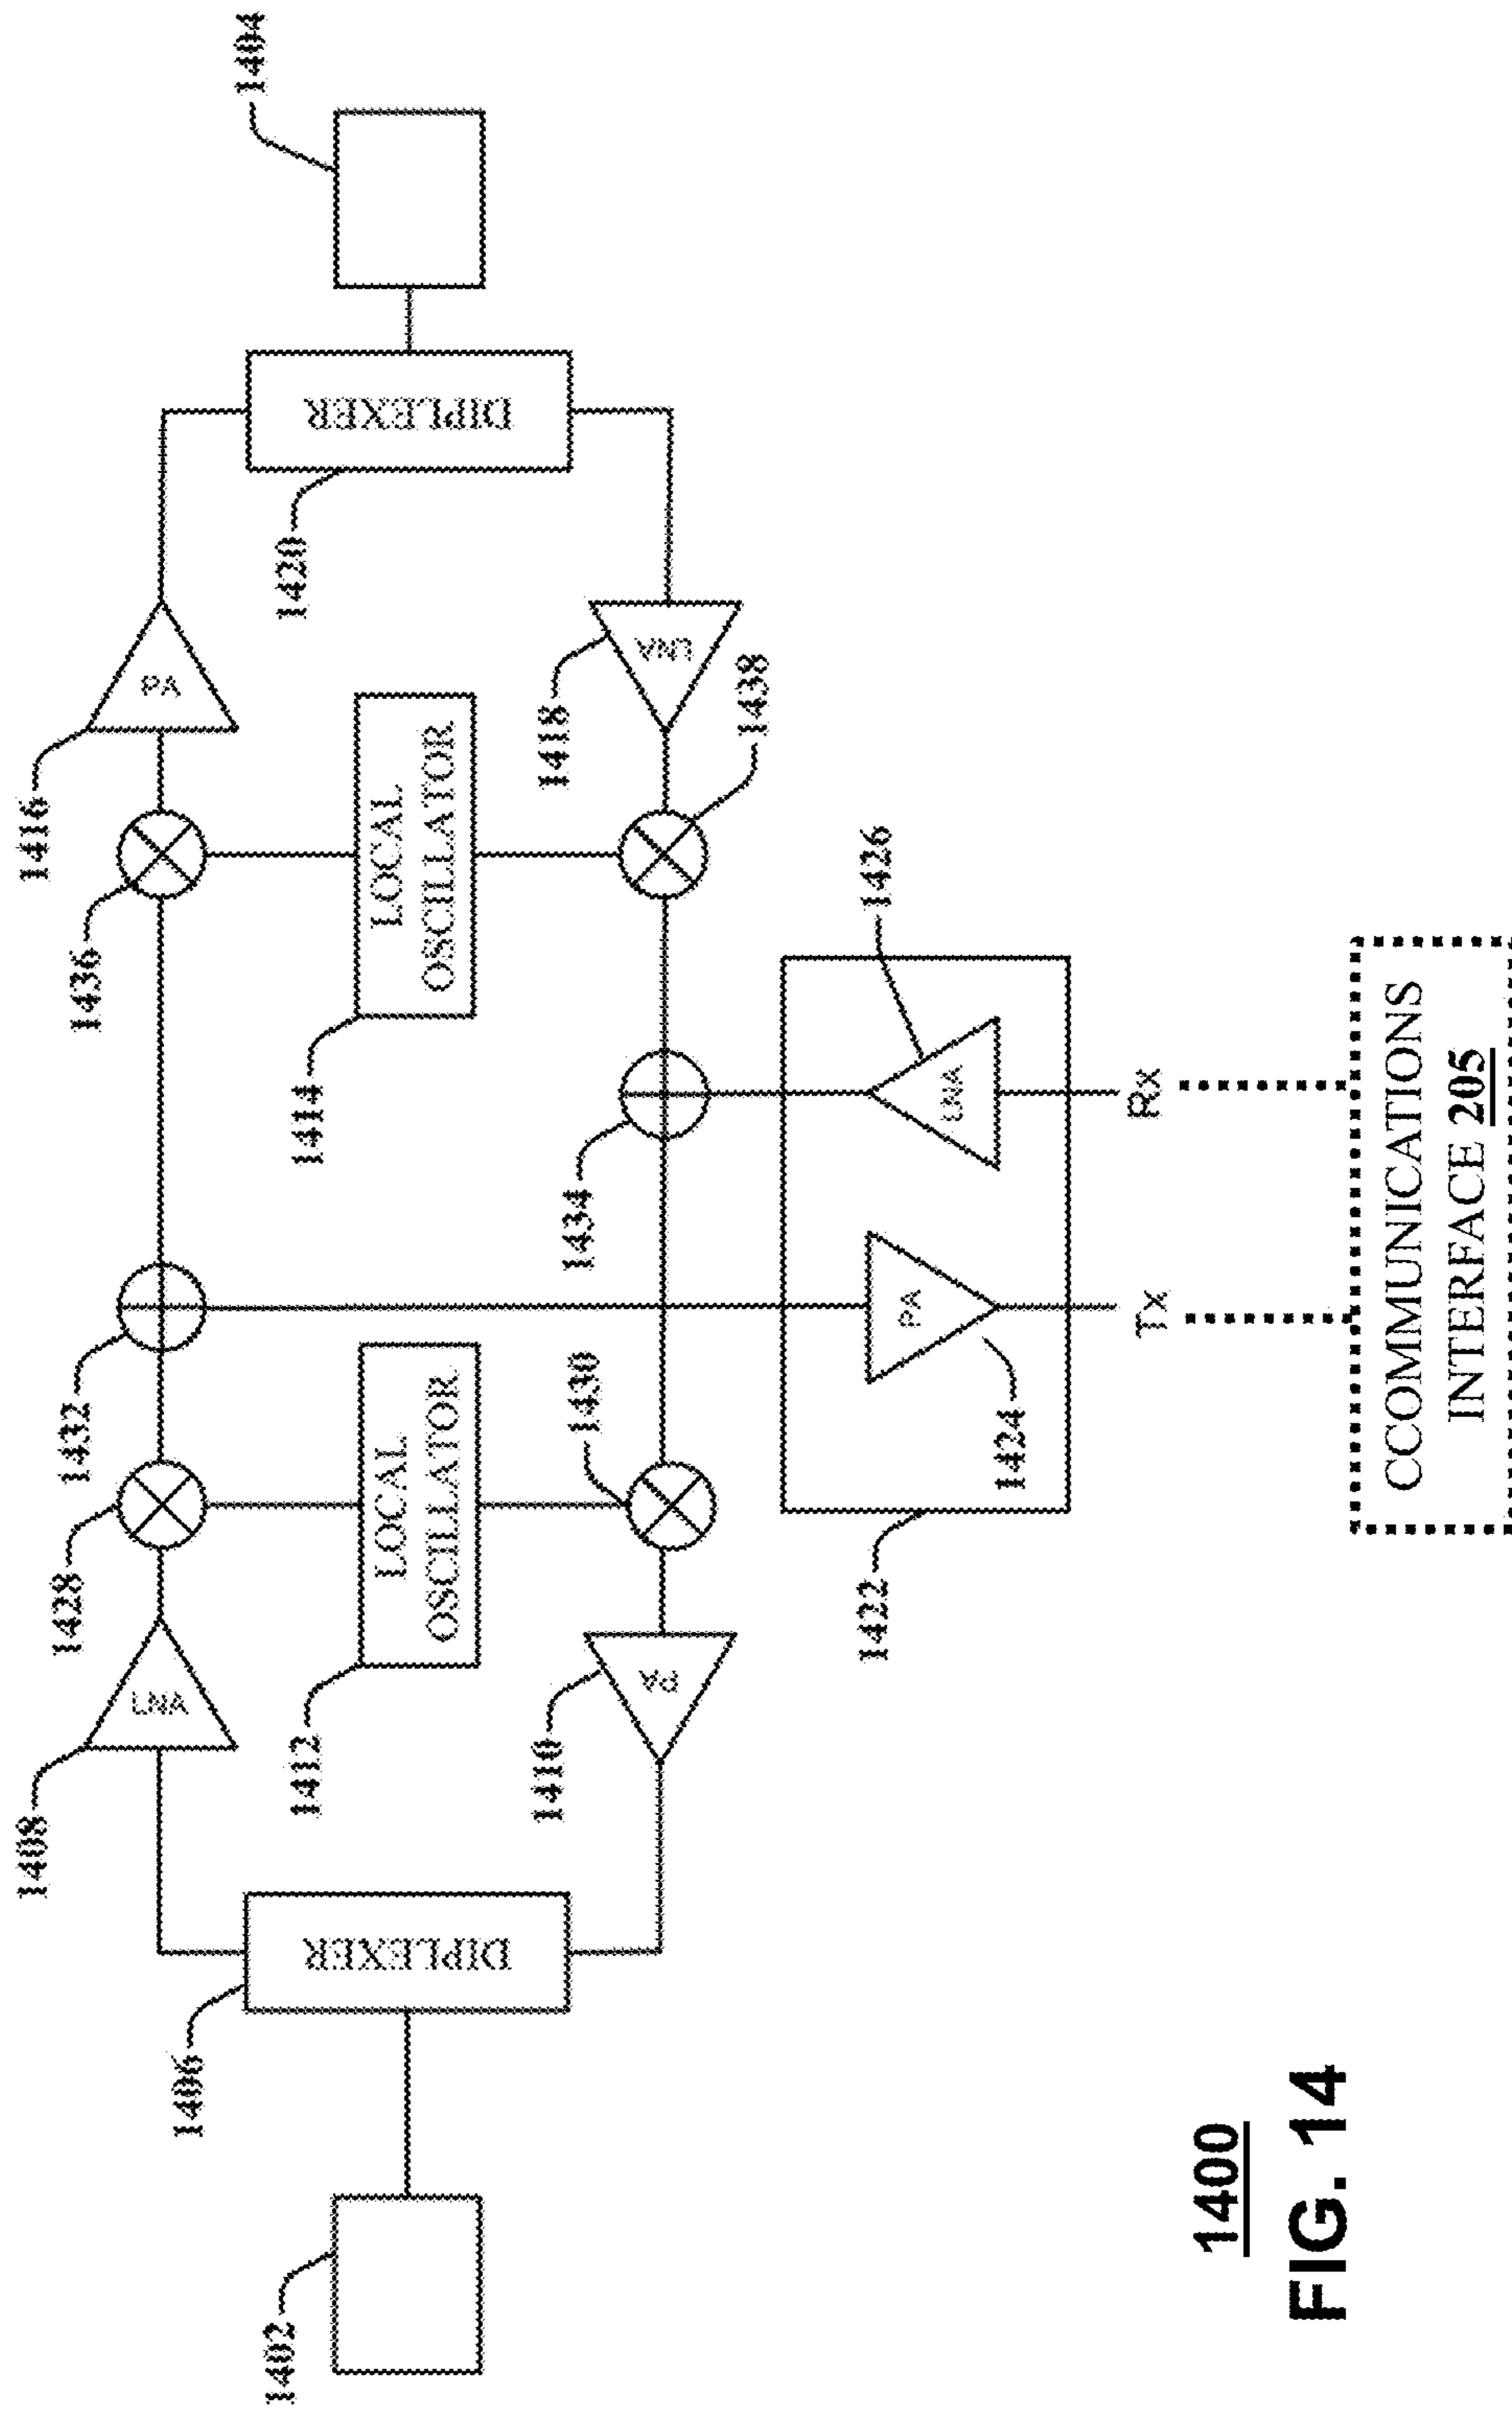 1404
DIPLEXER
1420
PA
1416
LNA
1418
1438
1436
LOCAL
OSCILLATOR
1414
1426
LNA
1434
Rx
CCOMMUNICATIONS
INTERFACE 205
1432
1430
PA
1424
Tx
1428
LOCAL
OSCILLATOR
1412
1422
LNA
1408
PA
1410
DIPLEXER
1406
1402
1400
FIG. 14